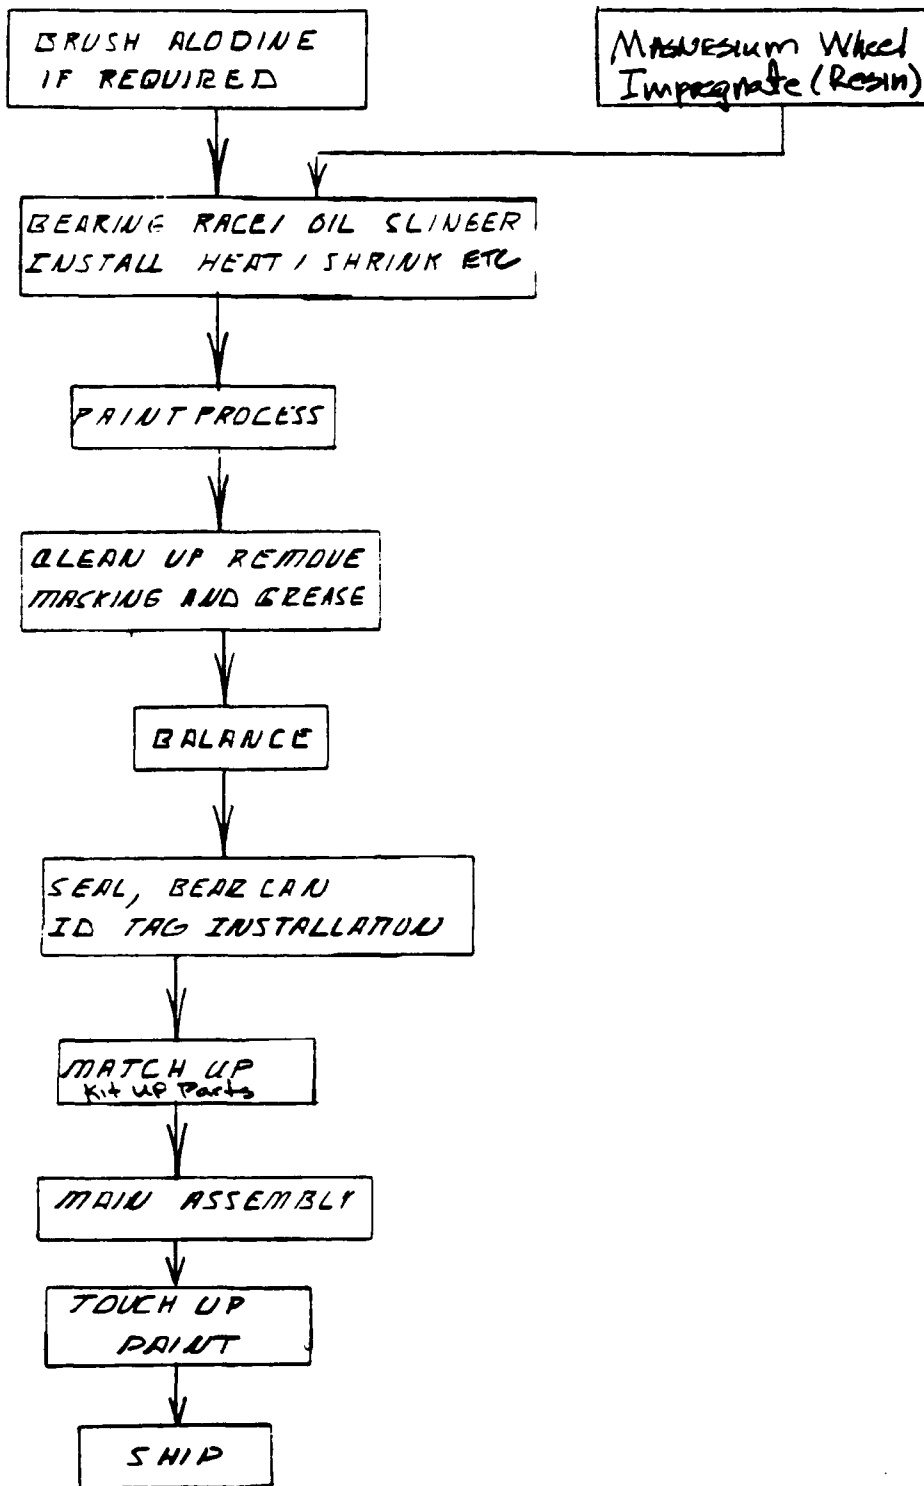 BRUSH ALODINE
IF REQUIRED
MAGNESIUM Wheel
Impregnate (Resin)
BEARING RACE/ OIL SLINGER
INSTALL HEAT / SHRINK ETC
PAINT PROCESS
CLEAN UP REMOVE
MASKING AND GREASE
BALANCE
SEAL, BEAR CAN
ID TAG INSTALLATION
MATCH UP
Kit UP Parts
MAIN ASSEMBLY
TOUCH UP
PAINT
SHIP